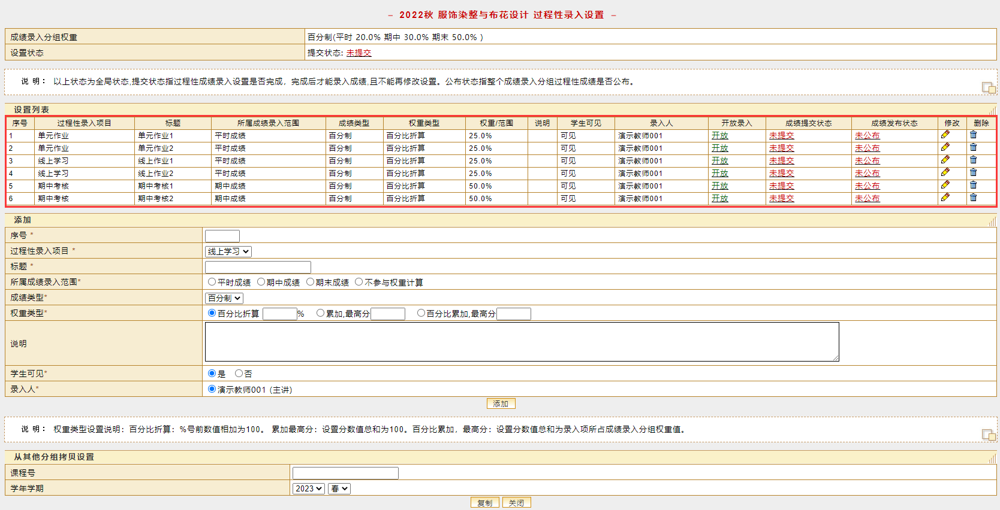 － 2022秋 服饰染整与布花设计 过程性录入设置 －
成绩录入分组权重 百分制(平时 20.0% 期中 30.0% 期末 50.0% )
设置状态 提交状态: 未提交
说 明： 以上状态为全局状态,提交状态指过程性成绩录入设置是否完成，完成后才能录入成绩,且不能再修改设置。公布状态指整个成绩录入分组过程性成绩是否公布。
设置列表
序号 过程性录入项目 标题 所属成绩录入范围 成绩类型 权重类型 权重/范围 说明 学生可见 录入人 开放录入 成绩提交状态 成绩发布状态 修改 删除
1 单元作业 单元作业1 平时成绩 百分制 百分比折算 25.0% 可见 演示教师001 开放 未提交 未公布
2 单元作业 单元作业2 平时成绩 百分制 百分比折算 25.0% 可见 演示教师001 开放 未提交 未公布
3 线上学习 线上作业1 平时成绩 百分制 百分比折算 25.0% 可见 演示教师001 开放 未提交 未公布
4 线上学习 线上作业2 平时成绩 百分制 百分比折算 25.0% 可见 演示教师001 开放 未提交 未公布
5 期中考核 期中考核1 期中成绩 百分制 百分比折算 50.0% 可见 演示教师001 开放 未提交 未公布
6 期中考核 期中考核2 期中成绩 百分制 百分比折算 50.0% 可见 演示教师001 开放 未提交 未公布
添加
序号 *
过程性录入项目 * 线上学习
标题 *
所属成绩录入范围* 平时成绩 期中成绩 期末成绩 不参与权重计算
成绩类型* 百分制
权重类型* 百分比折算 % 累加,最高分 百分比累加,最高分
说明
学生可见* 是 否
录入人* 演示教师001 (主讲)
添加
说 明： 权重类型设置说明：百分比折算：%号前数值相加为100。 累加最高分：设置分数值总和为100。百分比累加，最高分：设置分数值总和为录入项所占成绩录入分组权重值。
从其他分组拷贝设置
课程号
学年学期 2023 春
复制 关闭